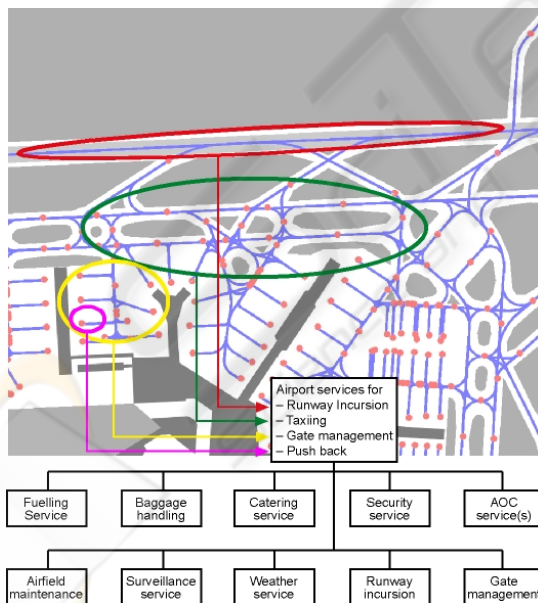 Airport services for
– Runway Incursion
– Taxiing
– Gate management
– Push back
Fuelling
Service
Baggage
handling
Catering
service
Security
service
AOC
service(s)
Airfield
maintenance
Surveillance
service
Weather
service
Runway
incursion
Gate
management